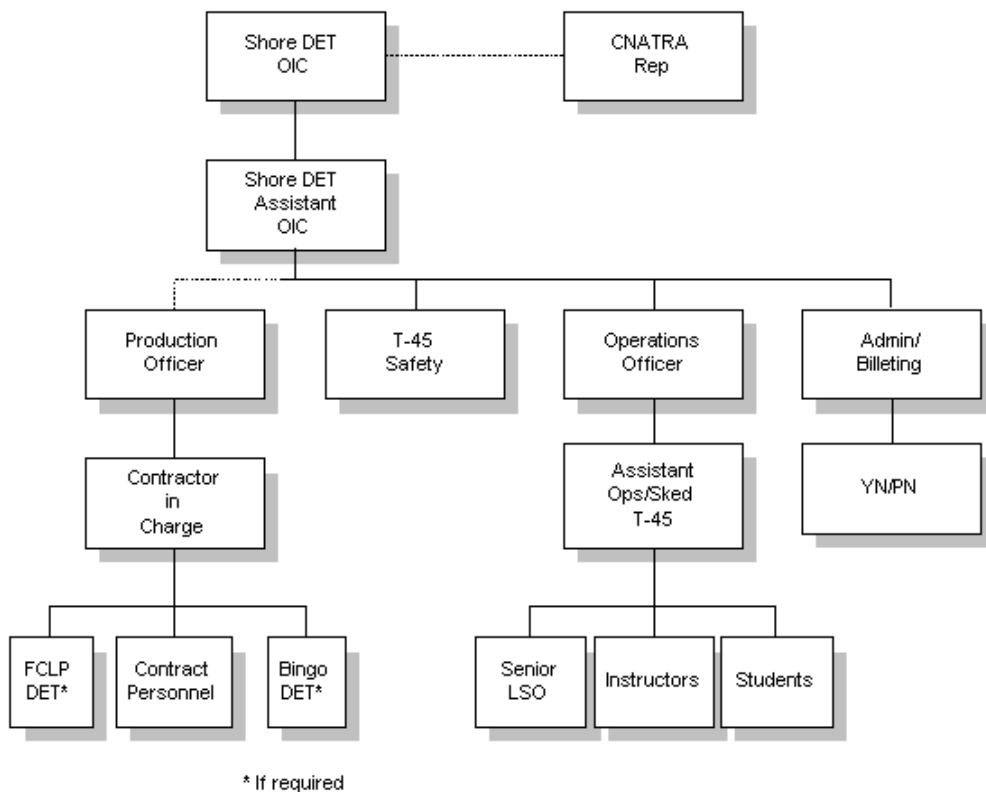 Shore DET
OIC
CNATRA
Rep
Shore DET
Assistant
OIC
Production
Officer
T-45
Safety
Operations
Officer
Admin/
Billeting
Contractor
in
Charge
Assistant
Ops/Sked
T-45
YN/PN
FCLP
DET*
Contract
Personnel
Bingo
DET*
Senior
LSO
Instructors
Students
* If required